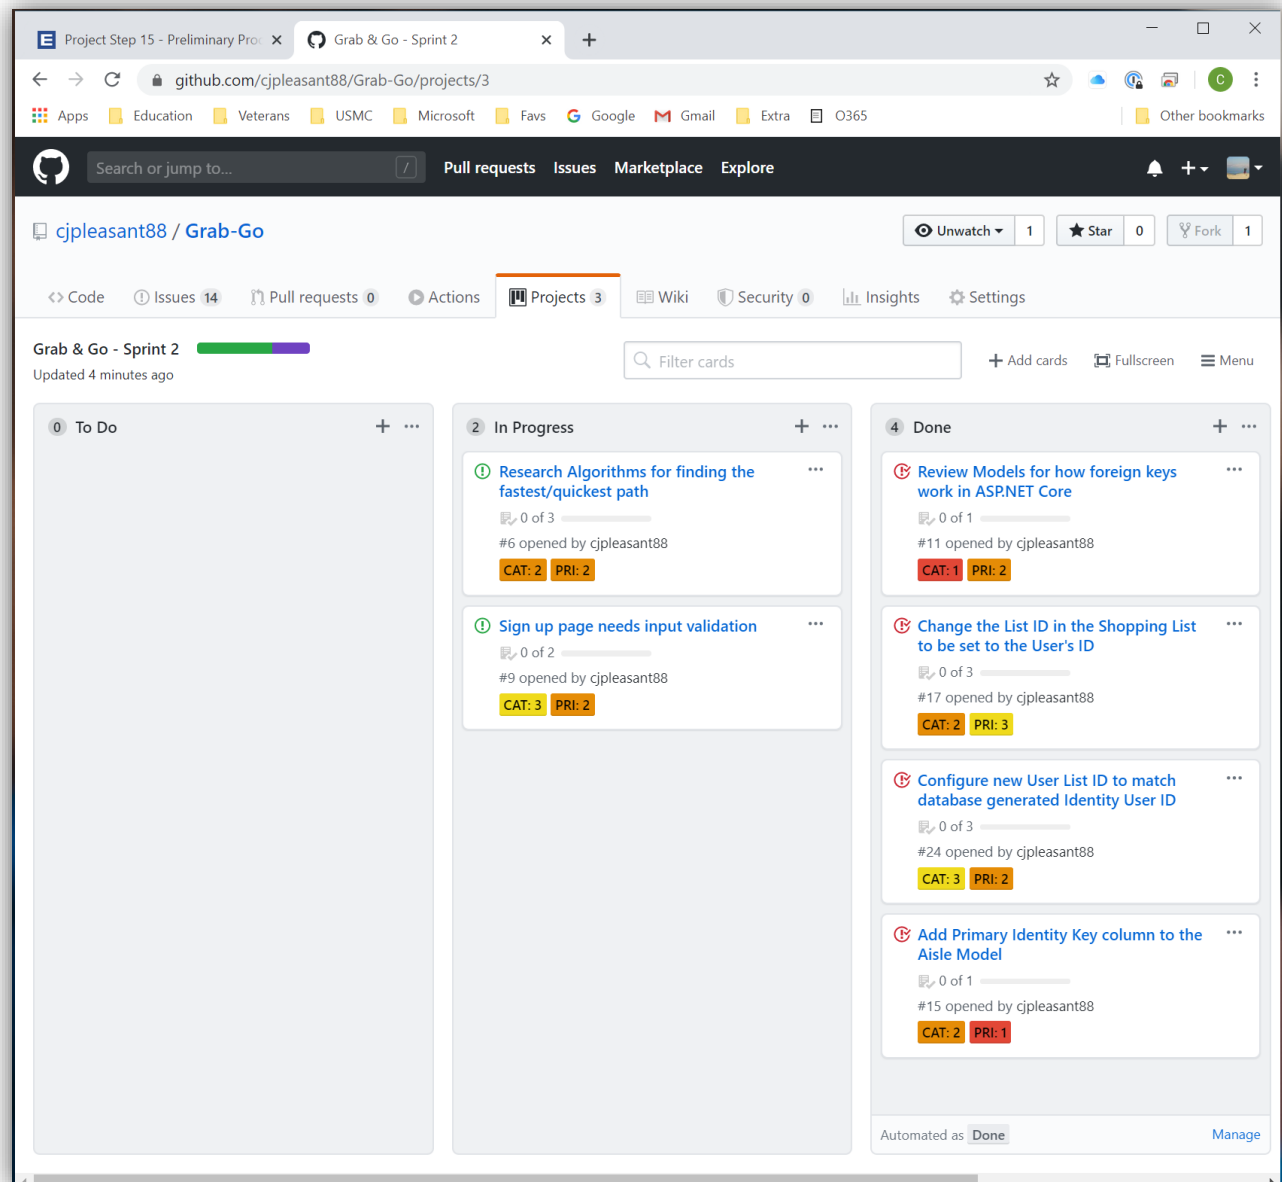 Project Step 15 - Preliminary Pro
Grab & Go - Sprint 2
github.com/cjpleasant88/Grab-Go/projects/3
C
Apps Education Veterans USMC Microsoft Favs Google Gmail Extra O365 Other bookmarks
Search or jump to... /
Pull requests Issues Marketplace Explore
cjpleasant88 / Grab-Go
Unwatch 1 Star 0 Fork 1
Code Issues 14 Pull requests 0 Actions Projects 3 Wiki Security 0 Insights Settings
Grab & Go - Sprint 2
Updated 4 minutes ago
Filter cards
Add cards Fullscreen Menu
0 To Do
2 In Progress
Research Algorithms for finding the
fastest/quickest path
0 of 3
#6 opened by cjpleasant88
CAT: 2 PRI: 2
Sign up page needs input validation
0 of 2
#9 opened by cjpleasant88
CAT: 3 PRI: 2
4 Done
Review Models for how foreign keys
work in ASP.NET Core
0 of 1
#11 opened by cjpleasant88
CAT: 1 PRI: 2
Change the List ID in the Shopping List
to be set to the User's ID
0 of 3
#17 opened by cjpleasant88
CAT: 2 PRI: 3
Configure new User List ID to match
database generated Identity User ID
0 of 3
#24 opened by cjpleasant88
CAT: 3 PRI: 2
Add Primary Identity Key column to the
Aisle Model
0 of 1
#15 opened by cjpleasant88
CAT: 2 PRI: 1
Automated as Done
Manage